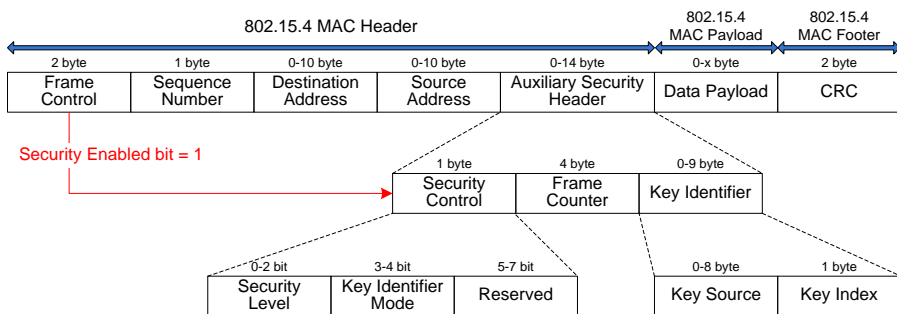 802.15.4 MAC Header
802.15.4
MAC Payload
802.15.4
MAC Footer
2 byte
1 byte
0-10 byte
0-10 byte
0-14 byte
0-x byte
2 byte
Frame
Control
Sequence
Number
Destination
Address
Source
Address
Auxiliary Security
Header
Data Payload
CRC
Security Enabled bit = 1
1 byte
4 byte
0-9 byte
Security
Control
Frame
Counter
Key Identifier
0-2 bit
3-4 bit
5-7 bit
0-8 byte
1 byte
Security
Level
Key Identifier
Mode
Reserved
Key Source
Key Index